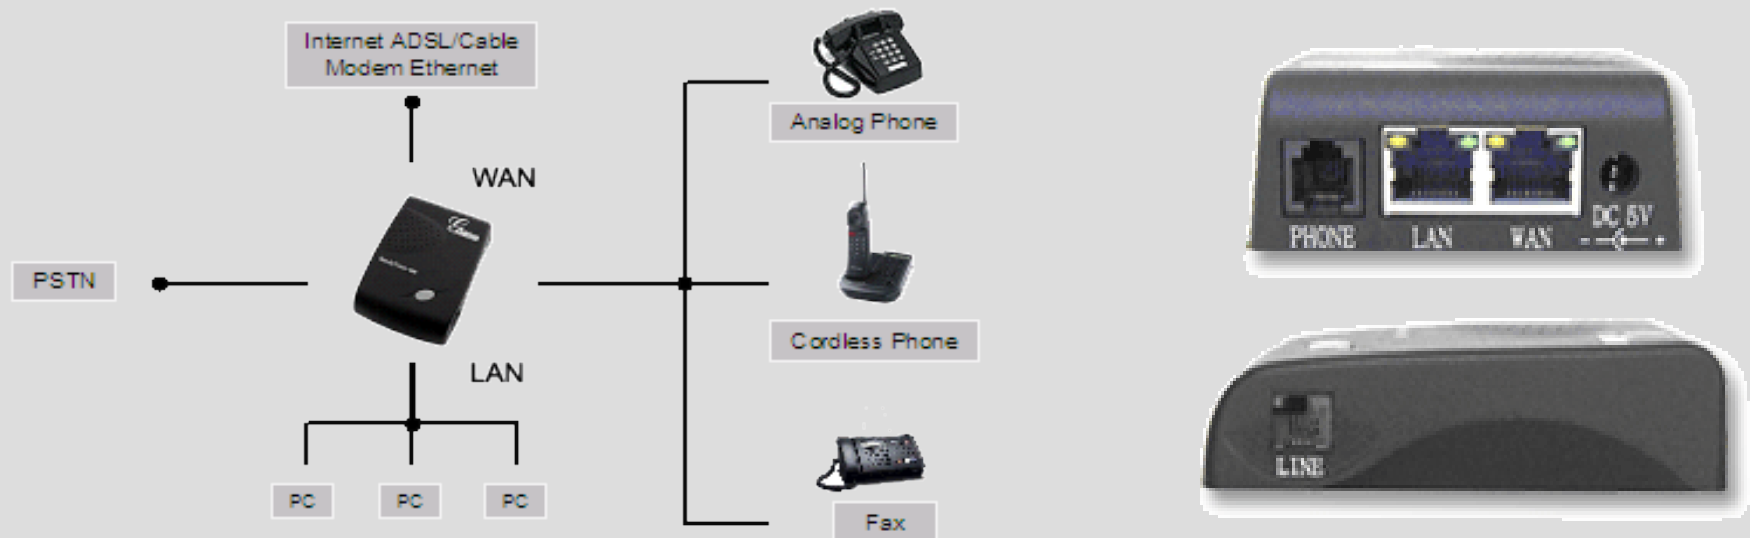 Internet ADSL/Cable
Modem Ethernet
WAN
PSTN
LAN
PC
PC
PC
Analog Phone
Cordless Phone
Fax
PHONE
LAN
WAN
DC 5V
- +
LINE